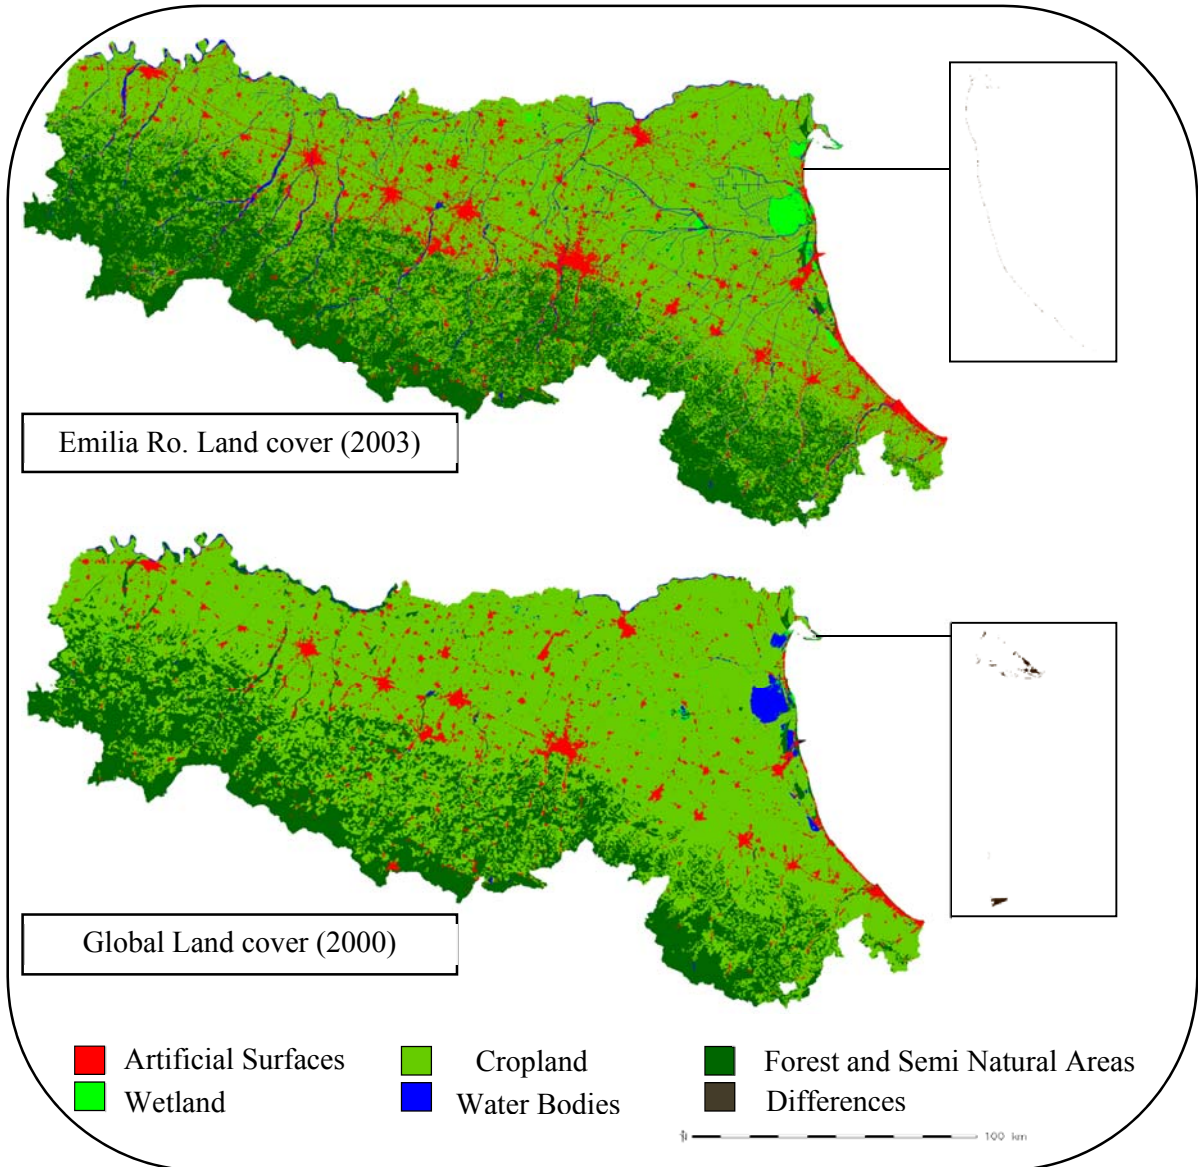 Emilia Ro. Land cover (2003)
Global Land cover (2000)
Artificial Surfaces
Cropland
Forest and Semi Natural Areas
Wetland
Water Bodies
Differences
100 km